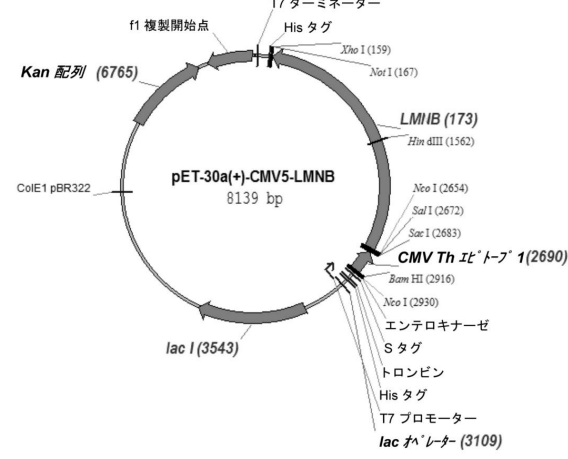 T7 ターミネーター
f1 複製開始点
His タグ
Xho I (159)
Not I (167)
Kan 配列 (6765)
LMNB (173)
Hin dIII (1562)
pET-30a(+)-CMV5-LMNB
8139 bp
ColE1 pBR322
Nco I (2654)
Sal I (2672)
Sac I (2683)
CMV Th ｴﾋﾟﾄｰﾌﾟ 1(2690)
Bam HI (2916)
Nco I (2930)
エンテロキナーゼ
S タグ
lac I (3543)
トロンビン
His タグ
T7 プロモーター
lac ｵﾍﾟﾚｰﾀｰ (3109)